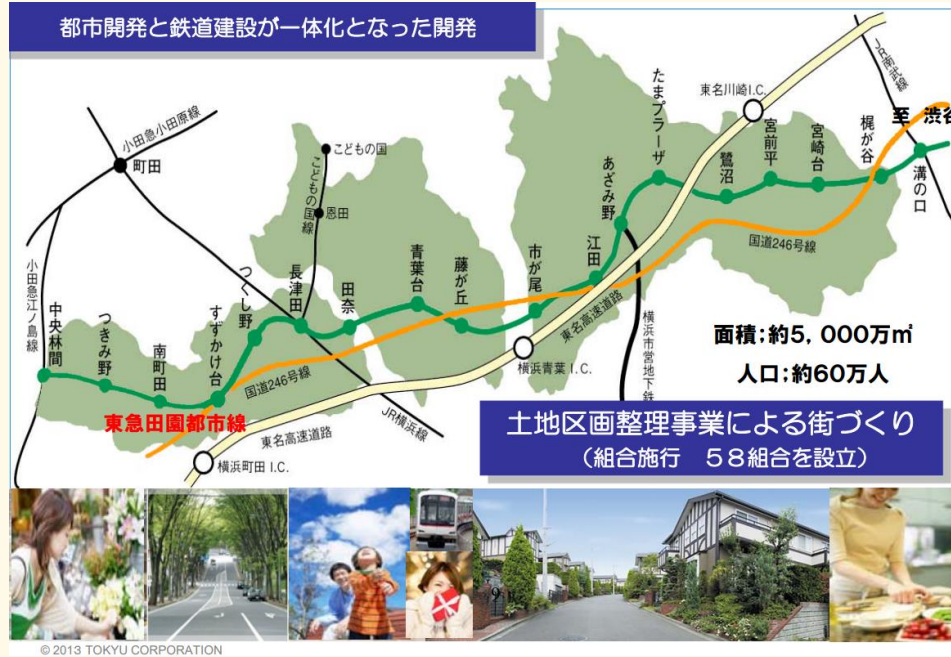 都市開発と鉄道建設が一体化となった開発
JR南武線
東名川崎I.C.
至 渋谷
小田急小田原線
町田
こどもの国
こどもの国線
恩田
たまプラーザ
あざみ野
鷺沼
宮前平
宮崎台
梶が谷
溝の口
国道246号線
小田急江ノ島線
中央林間
つきみ野
南町田
すずかけ台
つくし野
長津田
田奈
青葉台
藤が丘
市が尾
江田
東名高速道路
横浜市営地下鉄
横浜青葉 I.C.
国道246号線
東急田園都市線
東名高速道路
JR横浜線
横浜町田 I.C.
面積;約5，000万㎡
人口;約60万人
土地区画整理事業による街づくり
（組合施行 ５８組合を設立）
© 2013 TOKYU CORPORATION